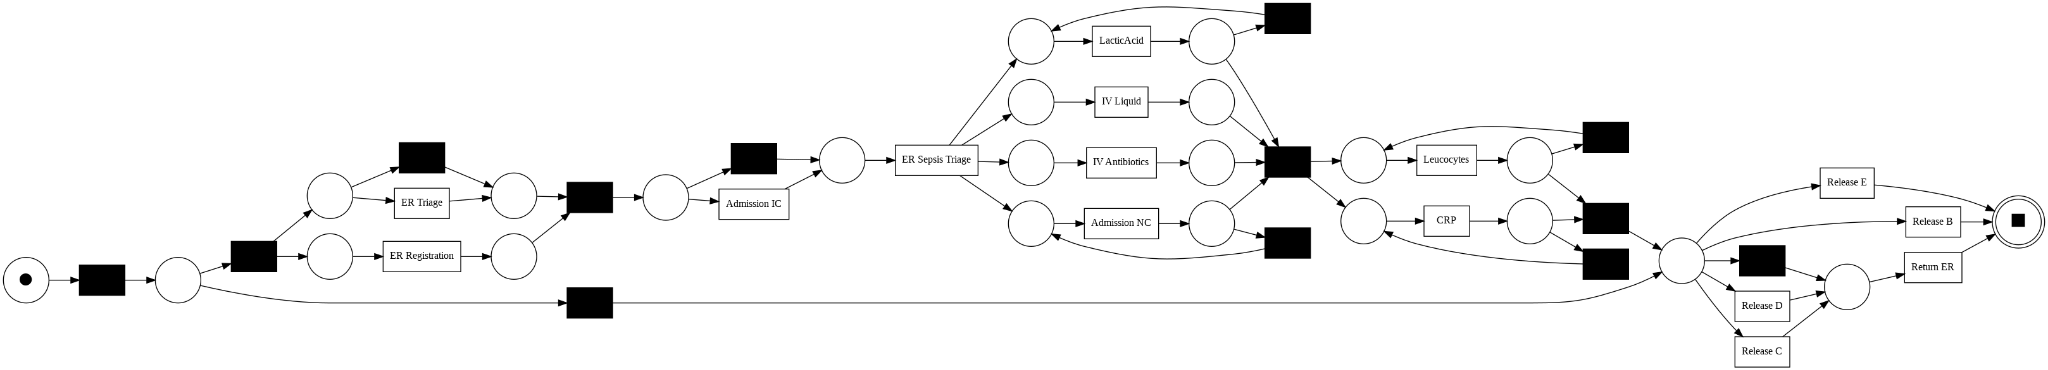 LacticAcid
IV Liquid
ER Sepsis Triage
IV Antibiotics
Leucocytes
ER Triage
Admission IC
Admission NC
CRP
ER Registration
Release E
Release B
Return ER
Release D
Release C